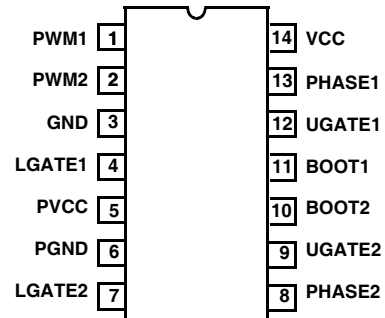 PWM1 1 14 VCC
PWM2 2 13 PHASE1
GND 3 12 UGATE1
LGATE1 4 11 BOOT1
PVCC 5 10 BOOT2
PGND 6 9 UGATE2
LGATE2 7 8 PHASE2